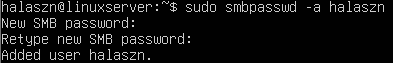 halaszn@linuxserver:~$ sudo smbpasswd -a halaszn
New SMB password:
Retype new SMB password:
Added user halaszn.